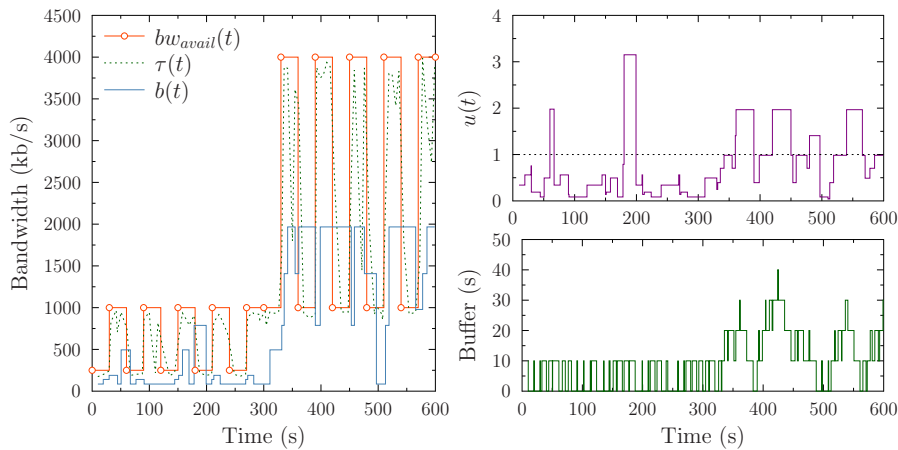 bw_avail(t)
τ(t)
b(t)
Bandwidth (kb/s)
4500
4000
3500
3000
2500
2000
1500
1000
500
0
0 100 200 300 400 500 600
Time (s)
u(t)
4
3
2
1
0
0 100 200 300 400 500 600
Buffer (s)
50
40
30
20
10
0
0 100 200 300 400 500 600
Time (s)